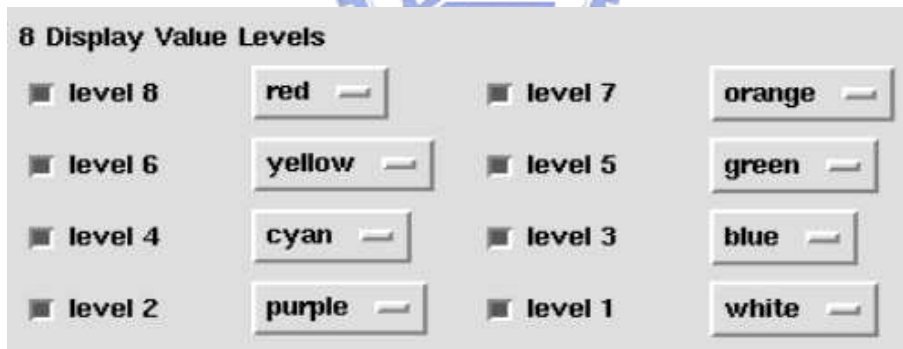 8 Display Value Levels
level 8 red level 7 orange
level 6 yellow level 5 green
level 4 cyan level 3 blue
level 2 purple level 1 white